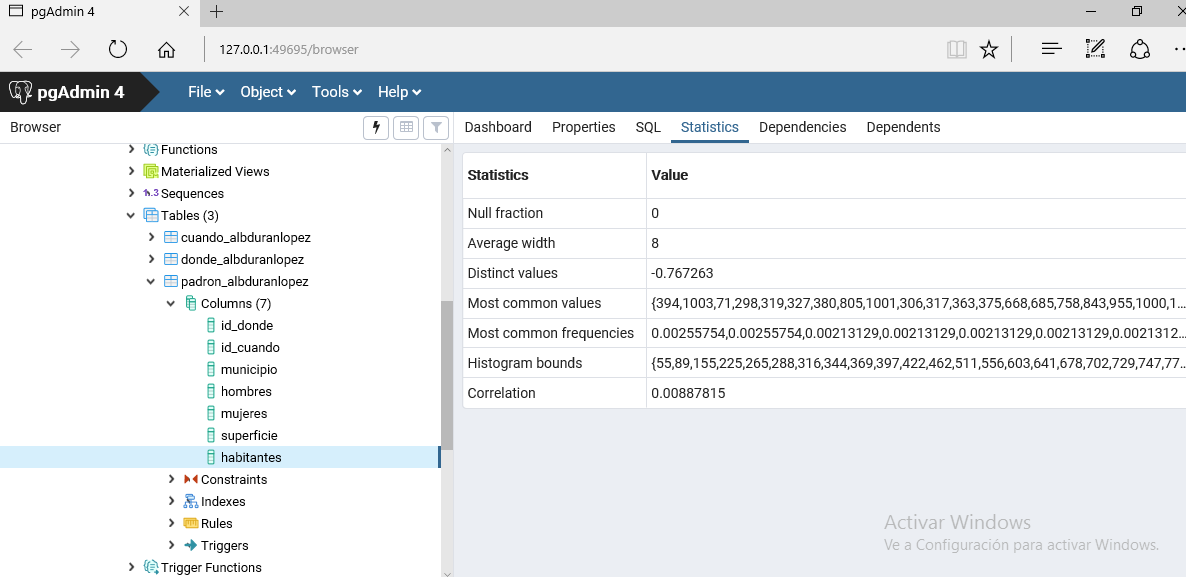 pgAdmin 4
127.0.0.1:49695/browser
pgAdmin 4
File Object Tools Help
Browser
Dashboard Properties SQL Statistics Dependencies Dependents
Functions
Materialized Views
1..3 Sequences
Tables (3)
cuando_albduranlopez
donde_albduranlopez
padron_albduranlopez
Columns (7)
id_donde
id_cuando
municipio
hombres
mujeres
superficie
habitantes
Constraints
Indexes
Rules
Triggers
Trigger Functions
Statistics Value
Null fraction 0
Average width 8
Distinct values -0.767263
Most common values {394,1003,71,298,319,327,380,805,1001,306,317,363,375,668,685,758,843,955,1000,1...
Most common frequencies 0.00255754,0.00255754,0.00213129,0.00213129,0.00213129,0.00213129,0.0021312...
Histogram bounds {55,89,155,225,265,288,316,344,369,397,422,462,511,556,603,641,678,702,729,747,77...
Correlation 0.00887815
Activar Windows
Ve a Configuración para activar Windows.